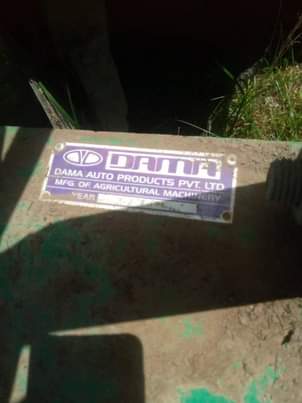 DAMA
DAMA AUTO PRODUCTS PVT. LTD
MFG. OF AGRICULTURAL MACHINERY
YEAR